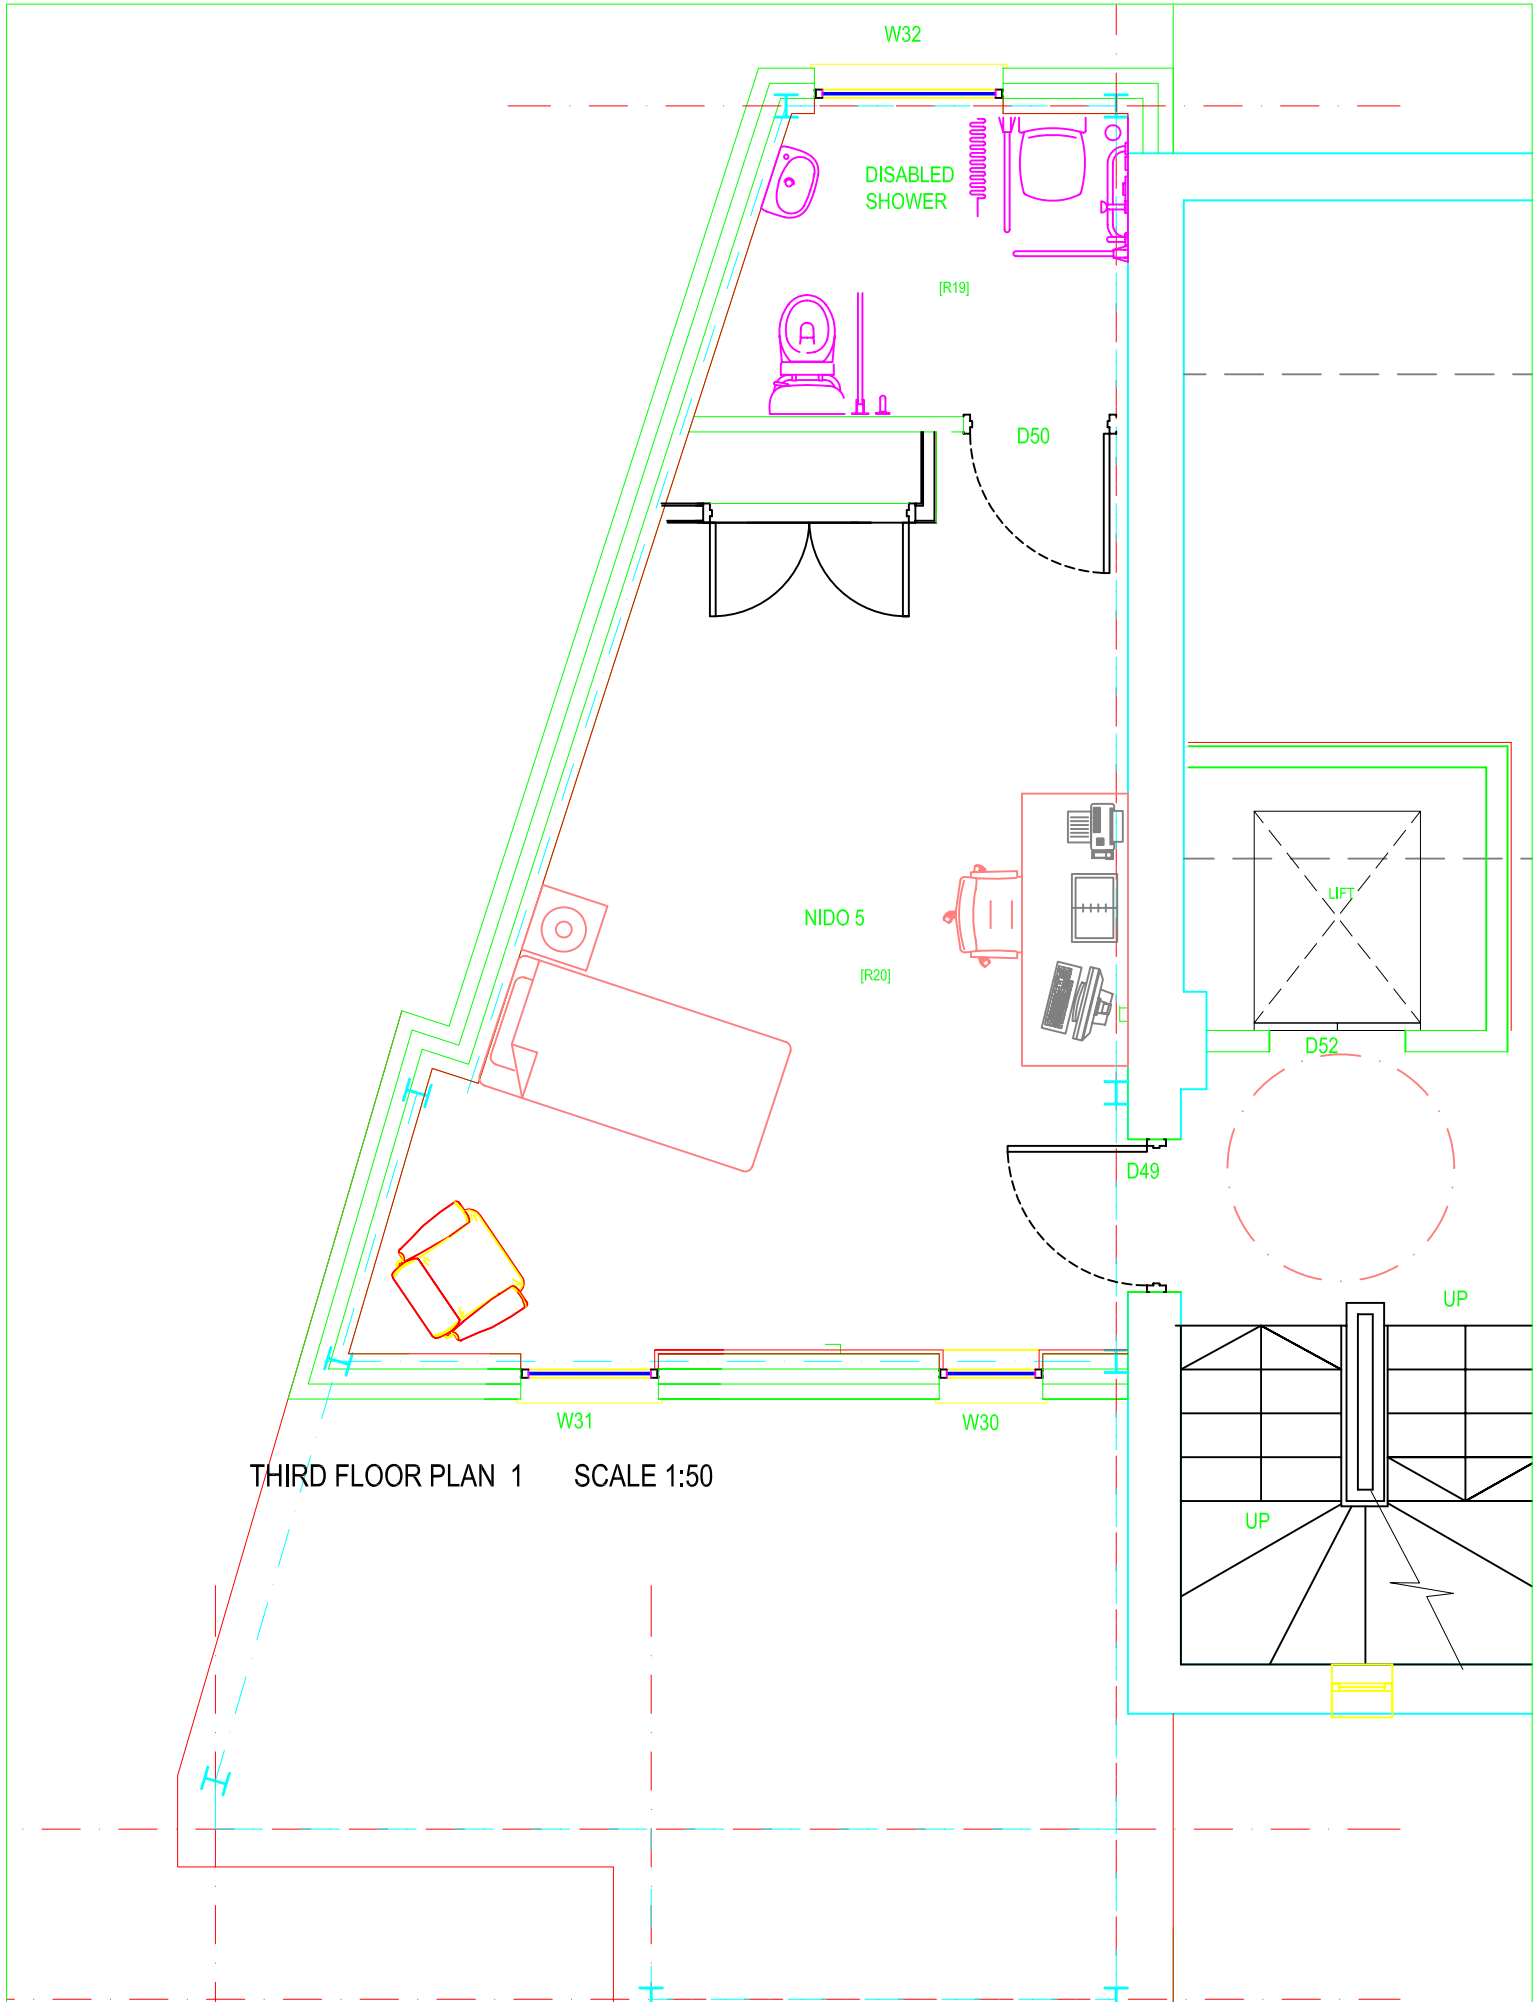 W32
DISABLED
SHOWER
[R19]
D50
LIFT
NIDO 5
[R20]
D52
D49
UP
W31
W30
THIRD FLOOR PLAN 1 SCALE 1:50
UP